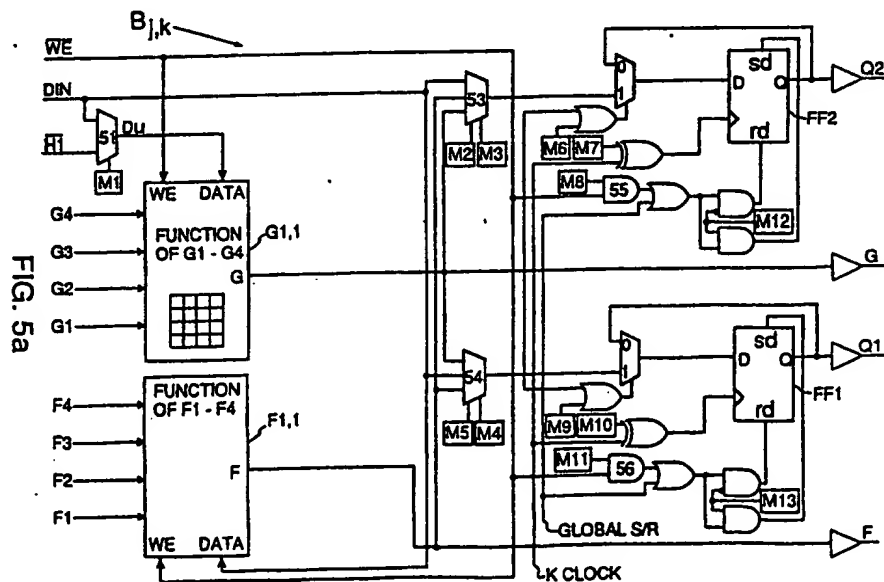 B j,k
WE
DIN
H1
51
Du
M1
WE DATA
G4
G3
G2
G1
FUNCTION
OF G1 - G4
G
G1,1
FIG. 5a
F4
F3
F2
F1
FUNCTION
OF F1 - F4
F
F1,1
WE DATA
53
M2 M3
54
M5 M4
0
1
M6 M7
M8
55
D sd Q
rd
FF2
M12
Q2
G
0
1
M9 M10
M11
56
D sd Q
rd
FF1
M13
Q1
F
GLOBAL S/R
K CLOCK